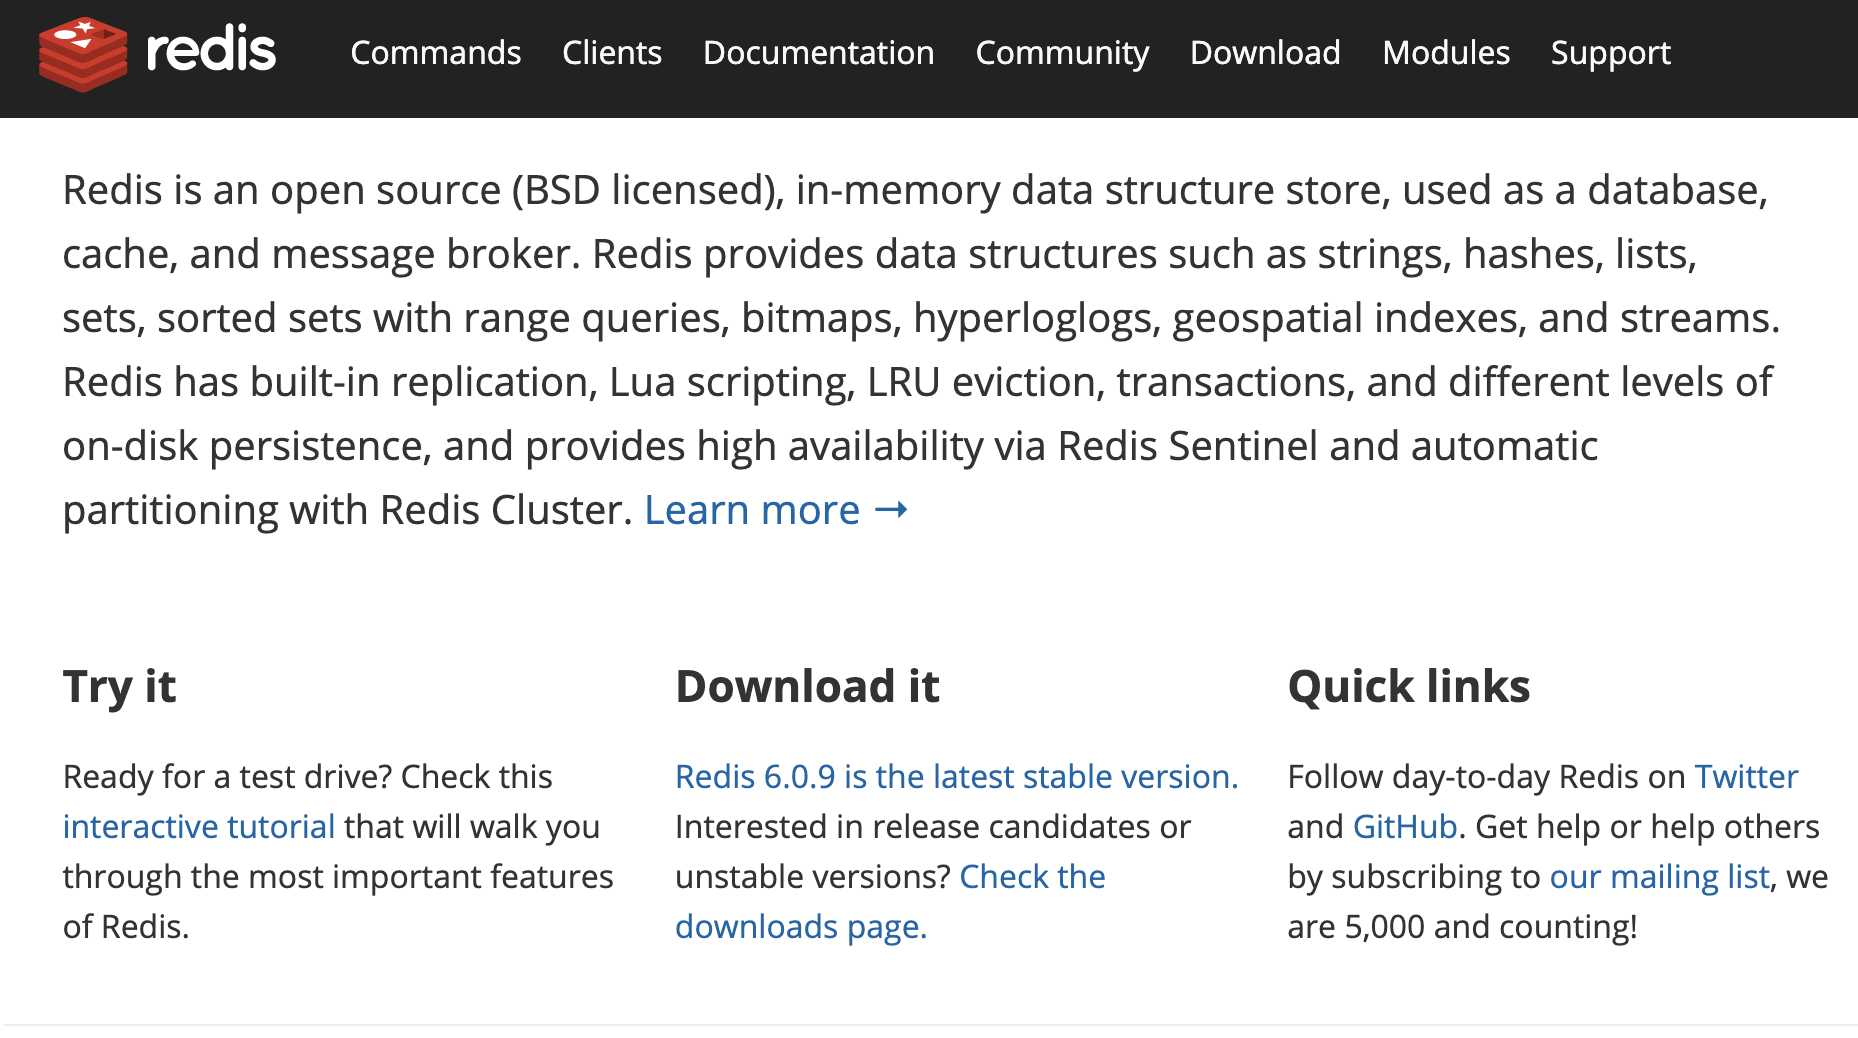 redis
Commands Clients Documentation Community Download Modules Support
Redis is an open source (BSD licensed), in-memory data structure store, used as a database,
cache, and message broker. Redis provides data structures such as strings, hashes, lists,
sets, sorted sets with range queries, bitmaps, hyperloglogs, geospatial indexes, and streams.
Redis has built-in replication, Lua scripting, LRU eviction, transactions, and different levels of
on-disk persistence, and provides high availability via Redis Sentinel and automatic
partitioning with Redis Cluster. Learn more →
Try it
Ready for a test drive? Check this
interactive tutorial that will walk you
through the most important features
of Redis.
Download it
Redis 6.0.9 is the latest stable version.
Interested in release candidates or
unstable versions? Check the
downloads page.
Quick links
Follow day-to-day Redis on Twitter
and GitHub. Get help or help others
by subscribing to our mailing list, we
are 5,000 and counting!